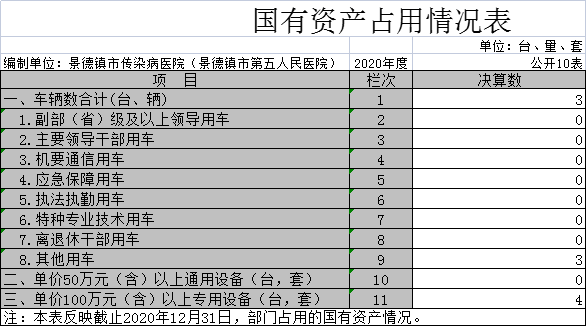 国有资产占用情况表
单位：台、量、套
编制单位：景德镇市传染病医院（景德镇市第五人民医院） 2020年度 公开10表
项 目 栏次 决算数
一、车辆数合计(台、辆) 1 3
1.副部（省）级及以上领导用车 2 0
2.主要领导干部用车 3 0
3.机要通信用车 4 0
4.应急保障用车 5 0
5.执法执勤用车 6 0
6.特种专业技术用车 7 0
7.离退休干部用车 8 0
8.其他用车 9 3
二、单价50万元（含）以上通用设备（台，套） 10 0
三、单价100万元（含）以上专用设备（台，套） 11 4
注：本表反映截止2020年12月31日，部门占用的国有资产情况。